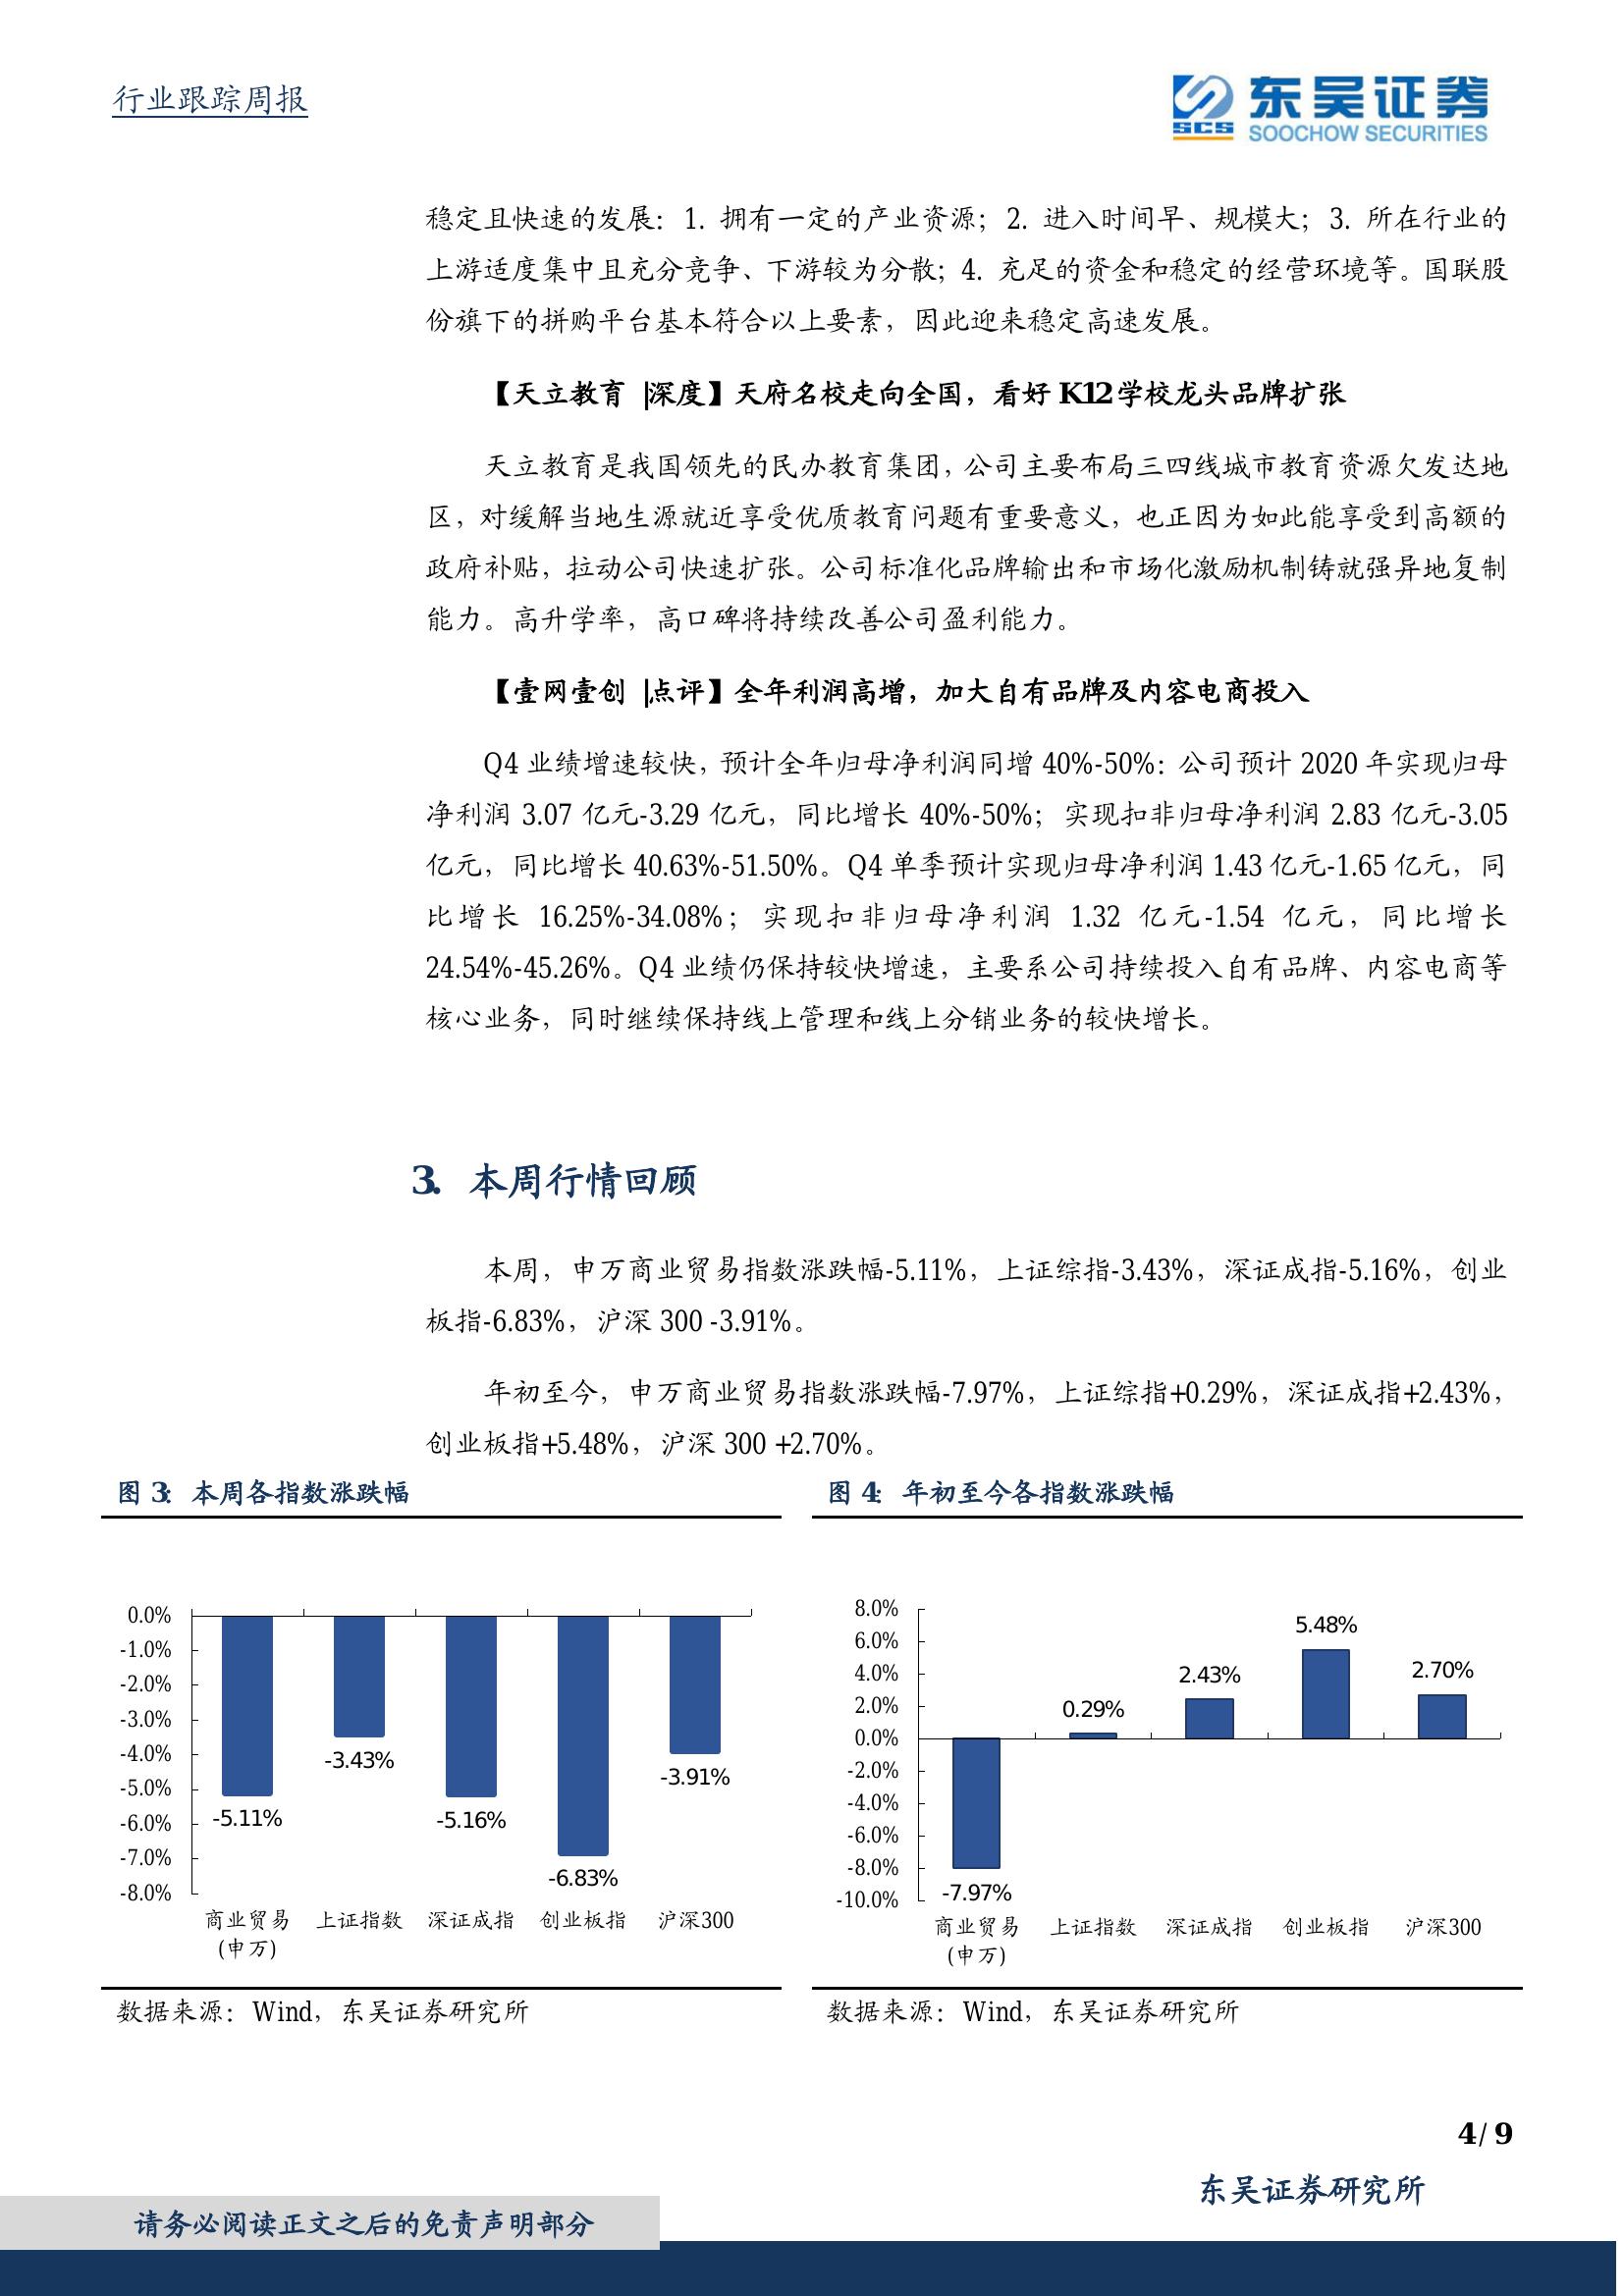 行业跟踪周报
SCS
东吴证券
SOOCHOW SECURITIES
稳定且快速的发展：1. 拥有一定的产业资源；2. 进入时间早、规模大；3. 所在行业的
上游适度集中且充分竞争、下游较为分散；4. 充足的资金和稳定的经营环境等。国联股
份旗下的拼购平台基本符合以上要素，因此迎来稳定高速发展。
【天立教育 |深度】天府名校走向全国，看好 K12 学校龙头品牌扩张
天立教育是我国领先的民办教育集团，公司主要布局三四线城市教育资源欠发达地
区，对缓解当地生源就近享受优质教育问题有重要意义，也正因为如此能享受到高额的
政府补贴，拉动公司快速扩张。公司标准化品牌输出和市场化激励机制铸就强异地复制
能力。高升学率，高口碑将持续改善公司盈利能力。
【壹网壹创 |点评】全年利润高增，加大自有品牌及内容电商投入
Q4 业绩增速较快，预计全年归母净利润同增 40%-50%：公司预计 2020 年实现归母
净利润 3.07 亿元-3.29 亿元，同比增长 40%-50%；实现扣非归母净利润 2.83 亿元-3.05
亿元，同比增长 40.63%-51.50%。Q4 单季预计实现归母净利润 1.43 亿元-1.65 亿元，同
比增长 16.25%-34.08%；实现扣非归母净利润 1.32 亿元-1.54 亿元，同比增长
24.54%-45.26%。Q4 业绩仍保持较快增速，主要系公司持续投入自有品牌、内容电商等
核心业务，同时继续保持线上管理和线上分销业务的较快增长。
3. 本周行情回顾
本周，申万商业贸易指数涨跌幅-5.11%，上证综指-3.43%，深证成指-5.16%，创业
板指-6.83%，沪深 300 -3.91%。
年初至今，申万商业贸易指数涨跌幅-7.97%，上证综指+0.29%，深证成指+2.43%，
创业板指+5.48%，沪深 300 +2.70%。
图 3： 本周各指数涨跌幅
0.0%
-1.0%
-2.0%
-3.0%
-4.0%
-5.0%
-6.0%
-7.0%
-8.0%
-5.11%
-3.43%
-5.16%
-6.83%
-3.91%
商业贸易 上证指数 深证成指 创业板指 沪深300
(申万)
数据来源：Wind，东吴证券研究所
图 4： 年初至今各指数涨跌幅
8.0%
6.0%
4.0%
2.0%
0.0%
-2.0%
-4.0%
-6.0%
-8.0%
-10.0%
-7.97%
0.29%
2.43%
5.48%
2.70%
商业贸易 上证指数 深证成指 创业板指 沪深300
(申万)
数据来源：Wind，东吴证券研究所
4 / 9
东吴证券研究所
请务必阅读正文之后的免责声明部分